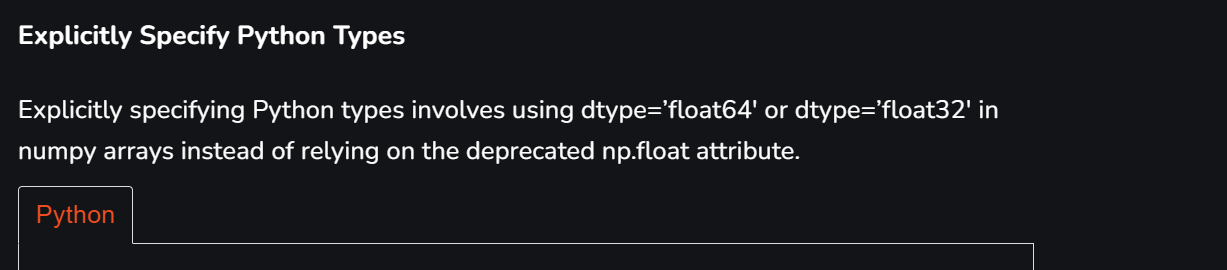 Explicitly Specify Python Types
Explicitly specifying Python types involves using dtype=’float64′ or dtype=’float32′ in
numpy arrays instead of relying on the deprecated np.float attribute.
Python